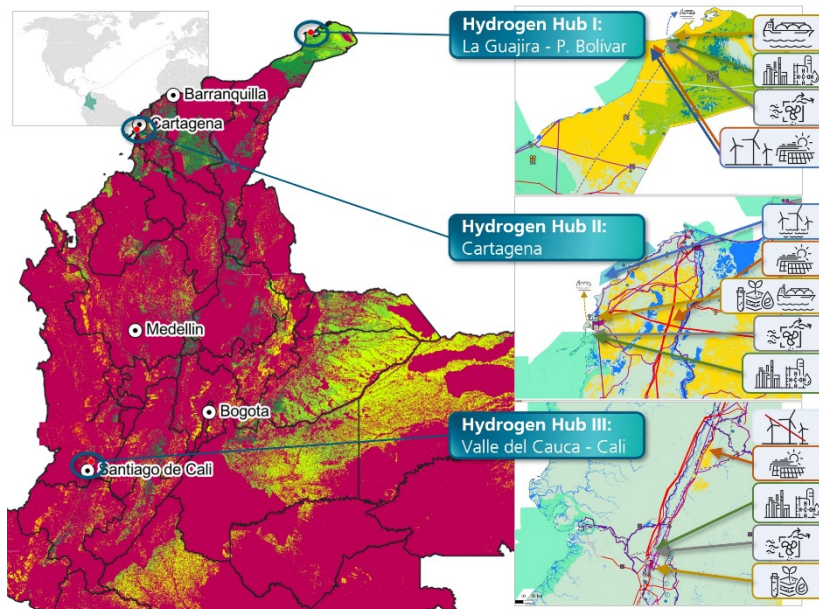 Hydrogen Hub I:
La Guajira - P. Bolívar
Barranquilla
Cartagena
Hydrogen Hub II:
Cartagena
Medellin
Bogota
Hydrogen Hub III:
Valle del Cauca - Cali
Santiago de Cali